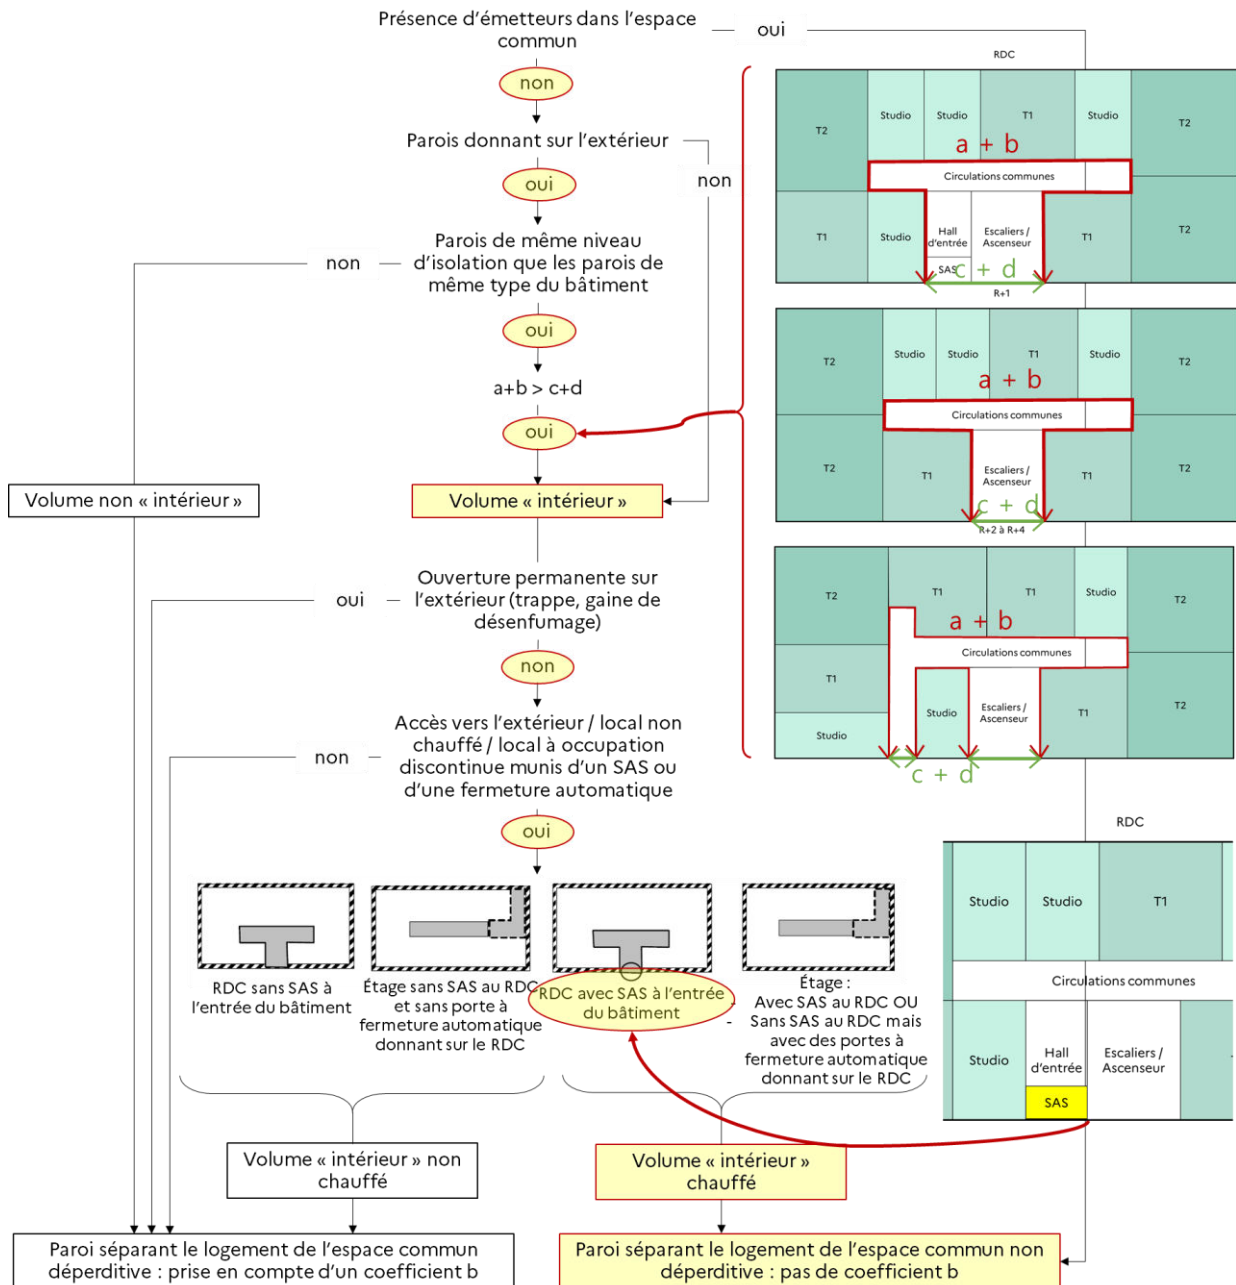 Présence d’émetteurs dans l’espace
commun
oui
non
Parois donnant sur l’extérieur
oui
non
Parois de même niveau
d’isolation que les parois de
même type du bâtiment
non
oui
a+b > c+d
oui
Volume non « intérieur »
Volume « intérieur »
Ouverture permanente sur
l’extérieur (trappe, gaine de
désenfumage)
oui
non
Accès vers l’extérieur / local non
chauffé / local à occupation
discontinue munis d’un SAS ou
d’une fermeture automatique
non
oui
RDC sans SAS à
l’entrée du bâtiment
Étage sans SAS au RDC
et sans porte à
fermeture automatique
donnant sur le RDC
RDC avec SAS à l’entrée
du bâtiment
Étage :
- Avec SAS au RDC OU
- Sans SAS au RDC mais
avec des portes à
fermeture automatique
donnant sur le RDC
Volume « intérieur » non
chauffé
Volume « intérieur »
chauffé
Paroi séparant le logement de l’espace commun
déperditive : prise en compte d’un coefficient b
Paroi séparant le logement de l’espace commun non
déperditive : pas de coefficient b
RDC
T2
Studio
Studio
T1
Studio
T2
a + b
Circulations communes
T1
Studio
Hall
d’entrée
SAS
Escaliers /
Ascenseur
T1
T2
c + d
R+1
T2
Studio
Studio
T1
Studio
T2
a + b
Circulations communes
T2
T1
Escaliers /
Ascenseur
T1
T2
c + d
R+2 à R+4
T2
T1
T1
Studio
T2
a + b
Circulations communes
T1
Studio
Studio
Escaliers /
Ascenseur
T1
T2
c + d
RDC
Studio
Studio
T1
Circulations communes
Studio
Hall
d’entrée
Escaliers /
Ascenseur
SAS